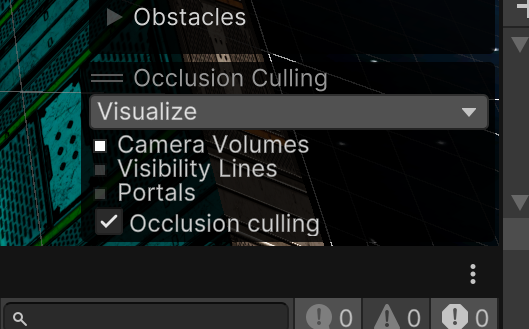 Obstacles
Occlusion Culling
Visualize
Camera Volumes
Visibility Lines
Portals
Occlusion culling
0 0 0